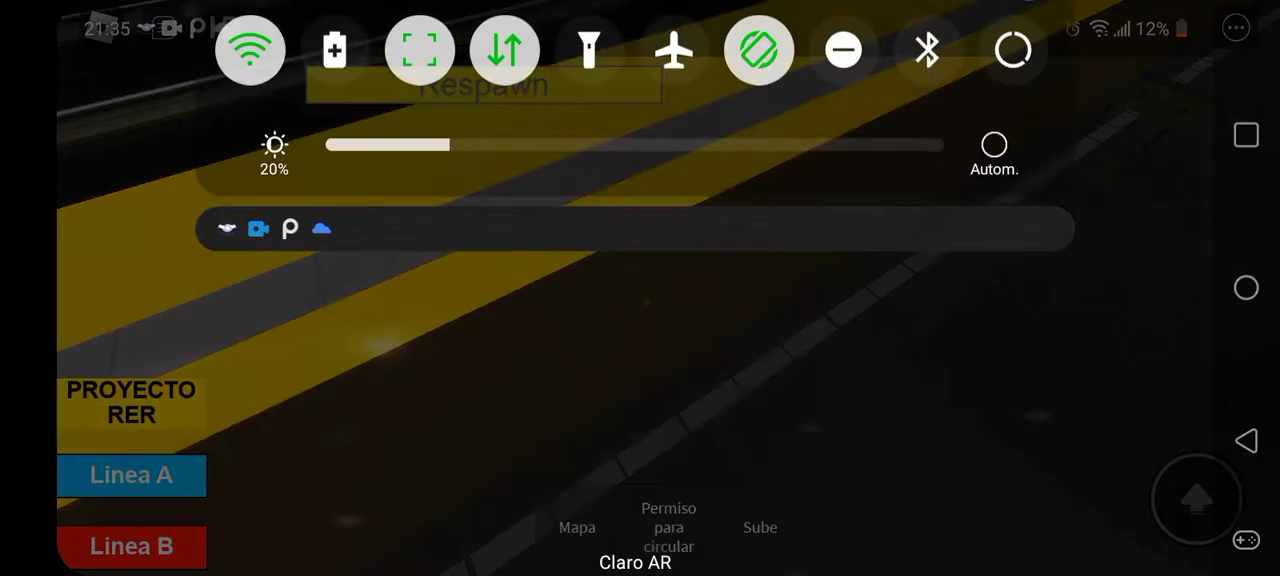 21:35
12%
Respawn
20%
Autom.
PROYECTO
RER
Linea A
Linea B
Mapa
Permiso
para
circular
Sube
Claro AR